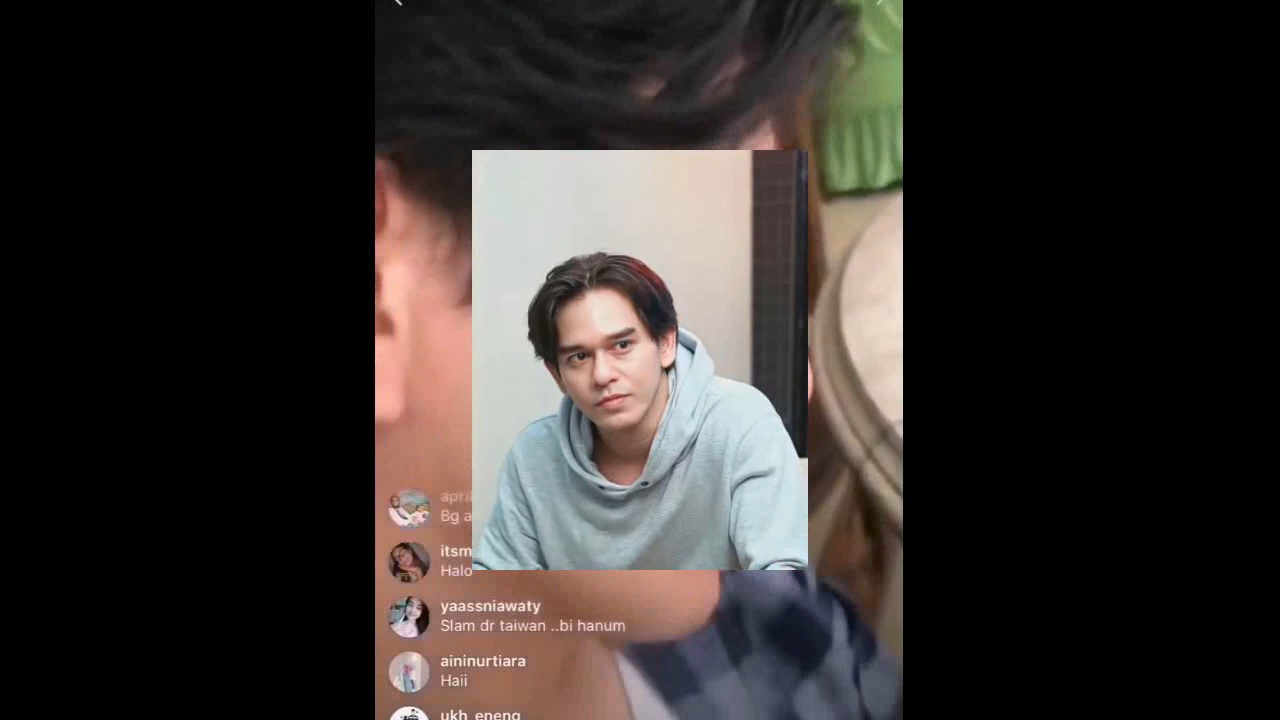 Bg a
itsm
Halo
yaassniawaty
Slam dr taiwan ..bi hanum
aininurtiara
Haii
ukh_eneng